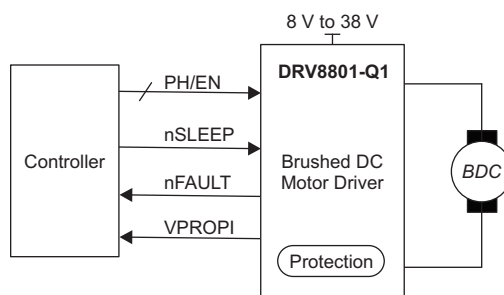 8 V to 38 V
DRV8801-Q1
PH/EN
nSLEEP
Controller
Brushed DC
Motor Driver
BDC
nFAULT
VPROPI
Protection